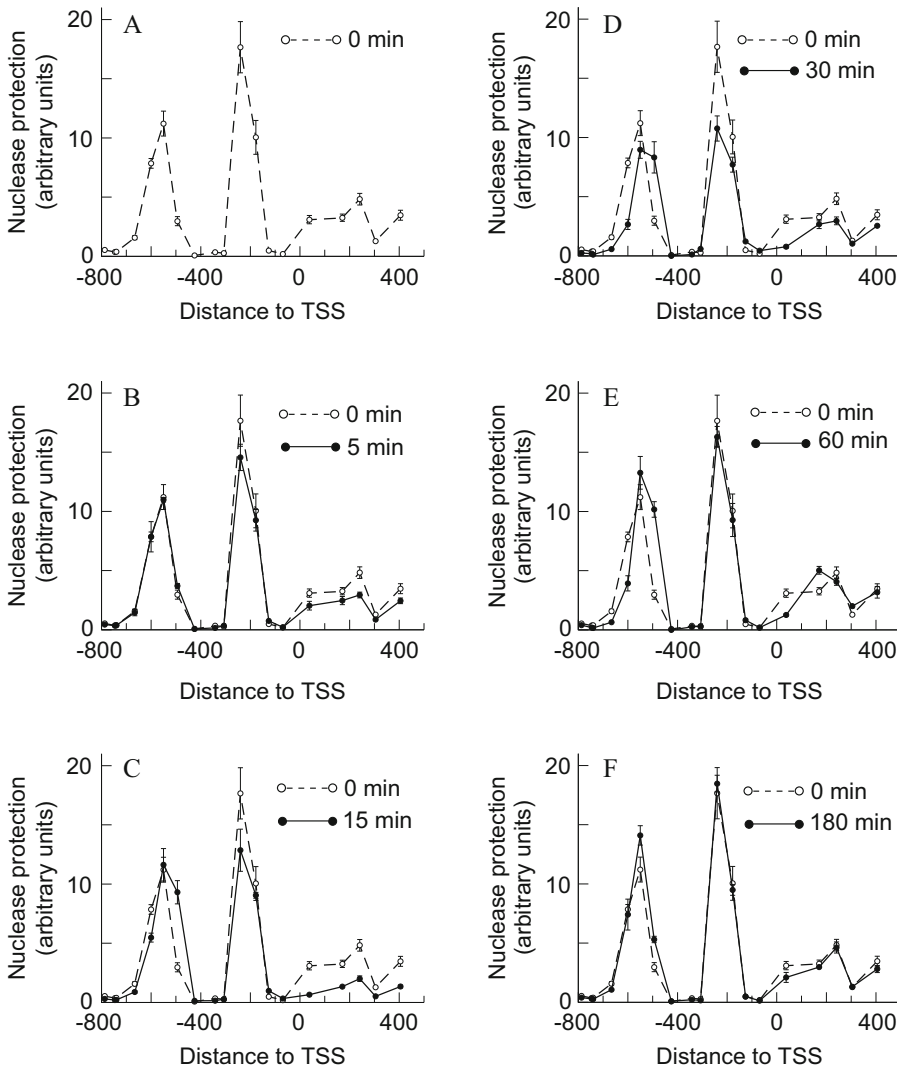 A
0 min
Nuclease protection
(arbitrary units)
20
10
0
-800 -400 0 400
Distance to TSS
B
0 min
5 min
Nuclease protection
(arbitrary units)
20
10
0
-800 -400 0 400
Distance to TSS
C
0 min
15 min
Nuclease protection
(arbitrary units)
20
10
0
-800 -400 0 400
Distance to TSS
D
0 min
30 min
Nuclease protection
(arbitrary units)
20
10
0
-800 -400 0 400
Distance to TSS
E
0 min
60 min
Nuclease protection
(arbitrary units)
20
10
0
-800 -400 0 400
Distance to TSS
F
0 min
180 min
Nuclease protection
(arbitrary units)
20
10
0
-800 -400 0 400
Distance to TSS